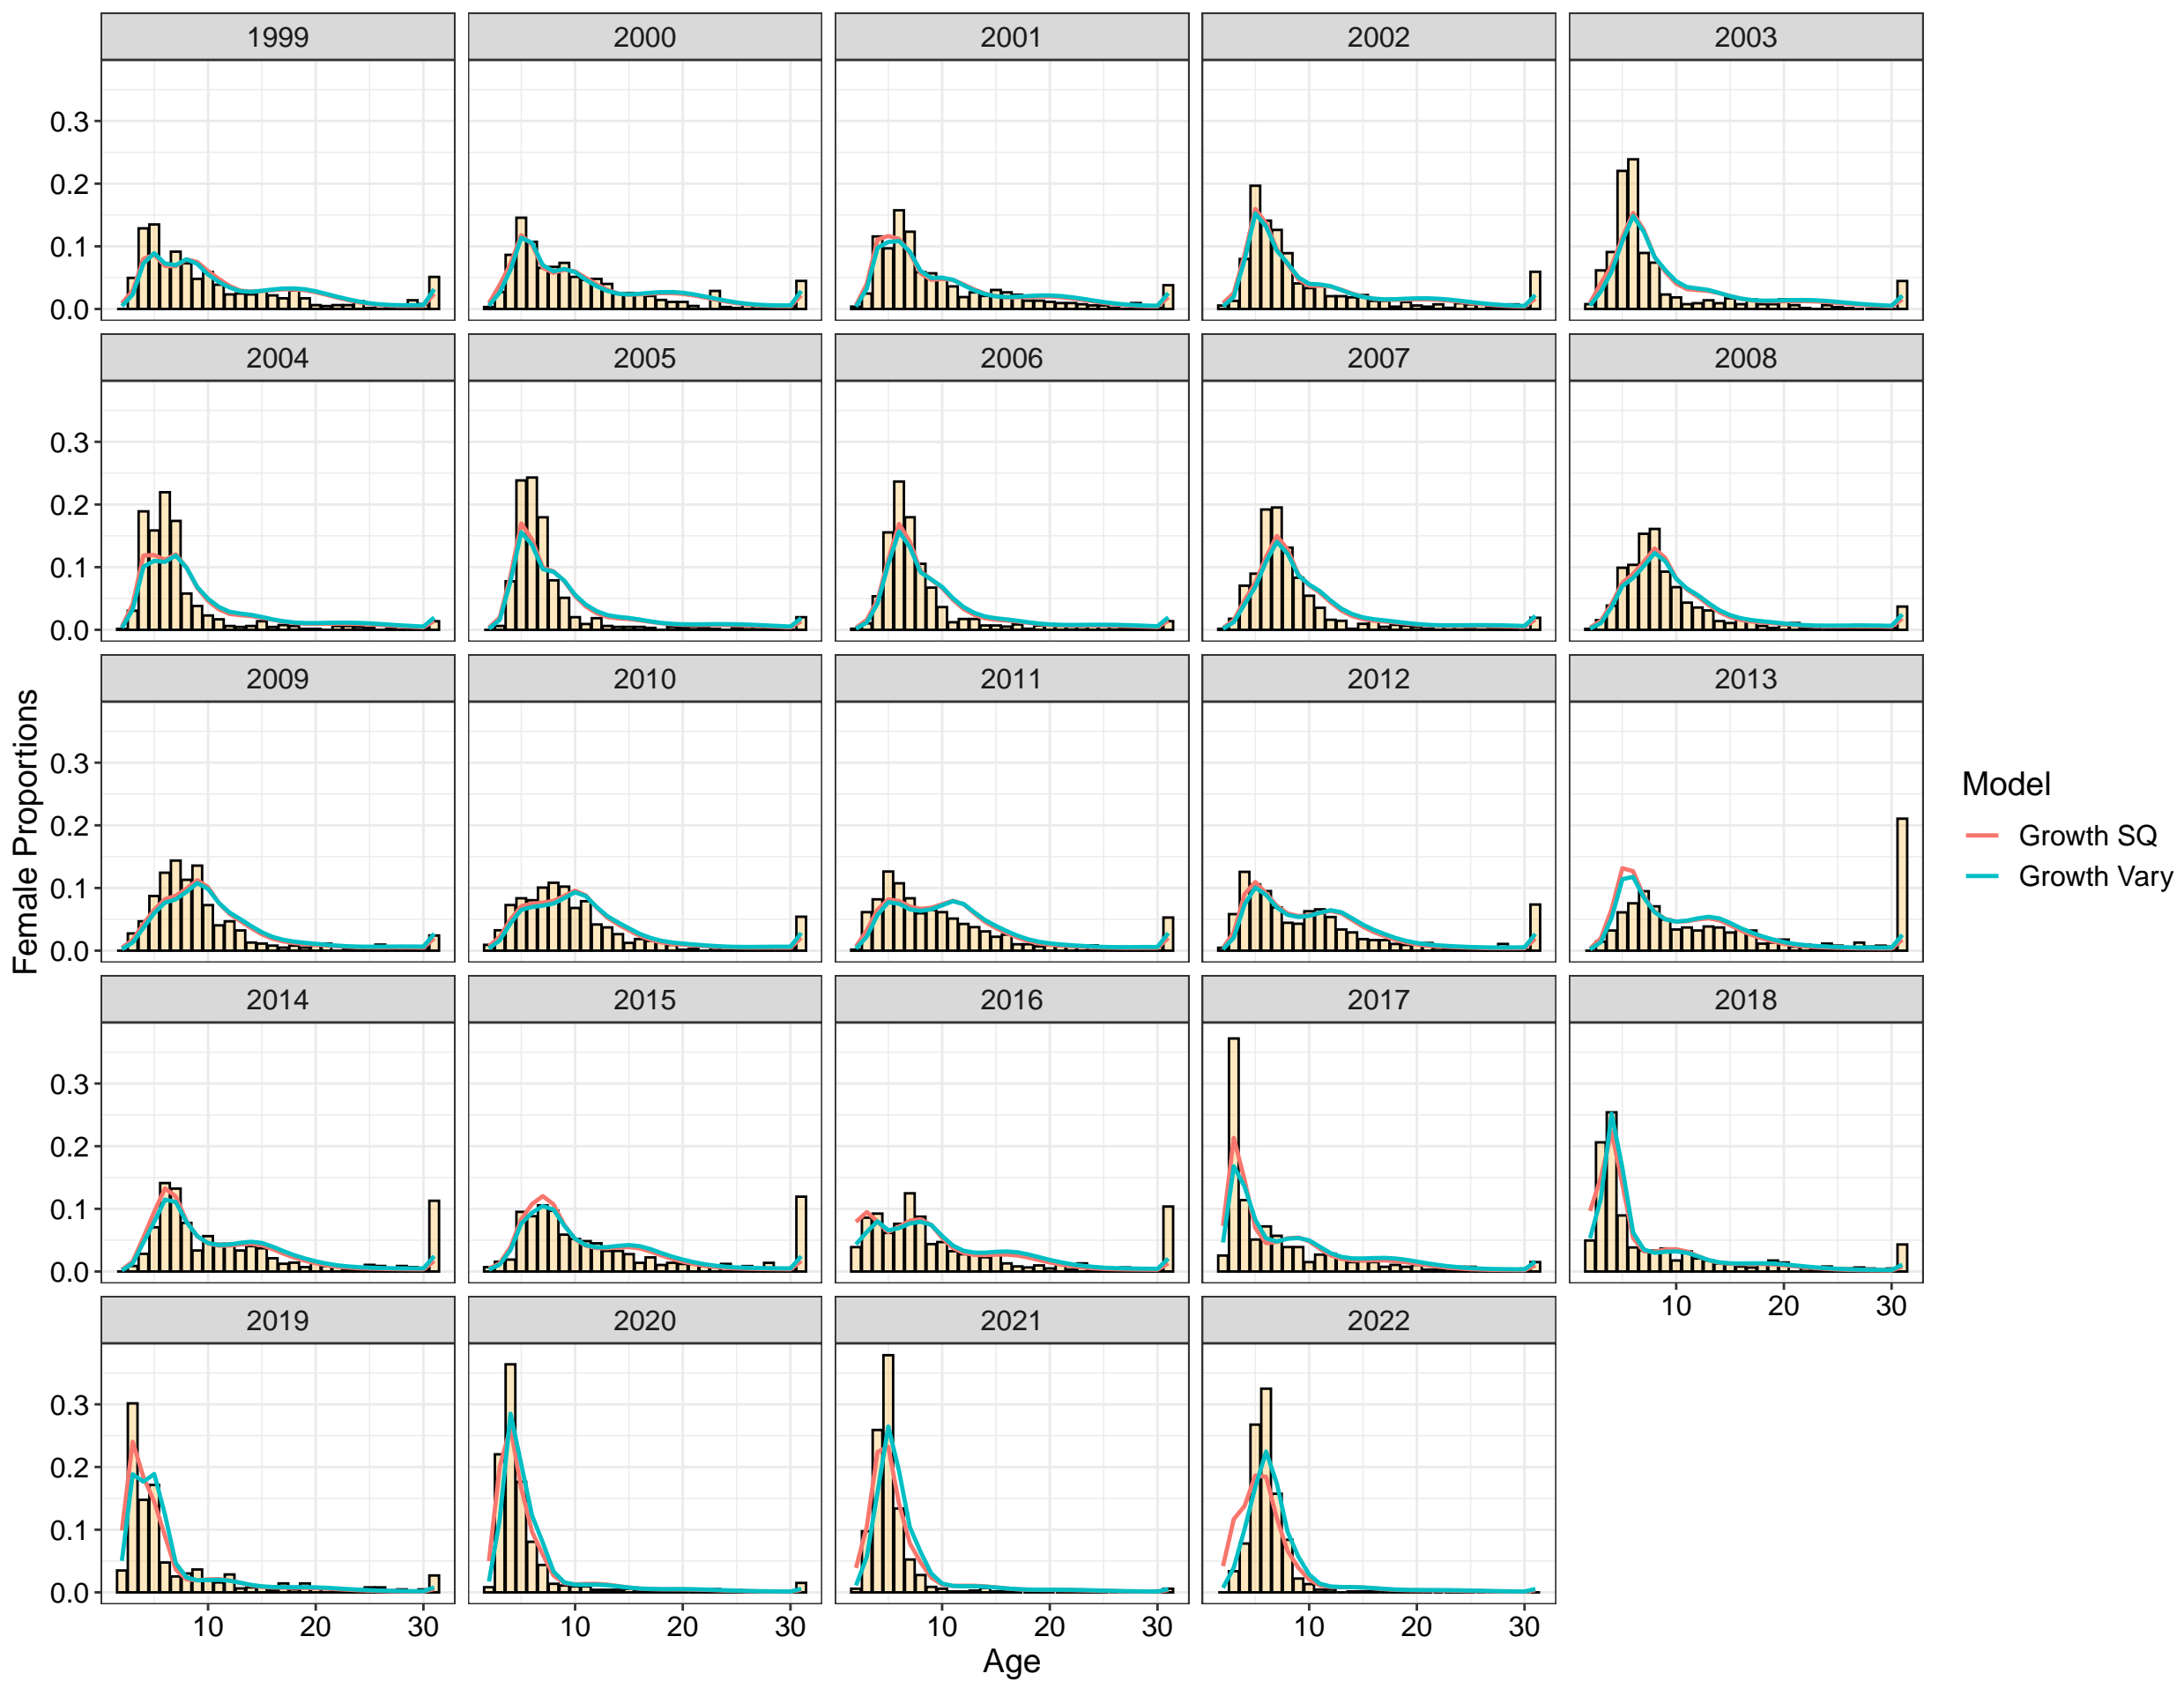 1999 2000 2001 2002 2003
0.3
0.2
0.1
0.0
2004 2005 2006 2007 2008
0.3
0.2
0.1
0.0
2009 2010 2011 2012 2013
0.3
0.2
0.1
0.0
Female Proportions
Model
Growth SQ
Growth Vary
2014 2015 2016 2017 2018
0.3
0.2
0.1
0.0
10 20 30
2019 2020 2021 2022
0.3
0.2
0.1
0.0
10 20 30 10 20 30 10 20 30 10 20 30
Age